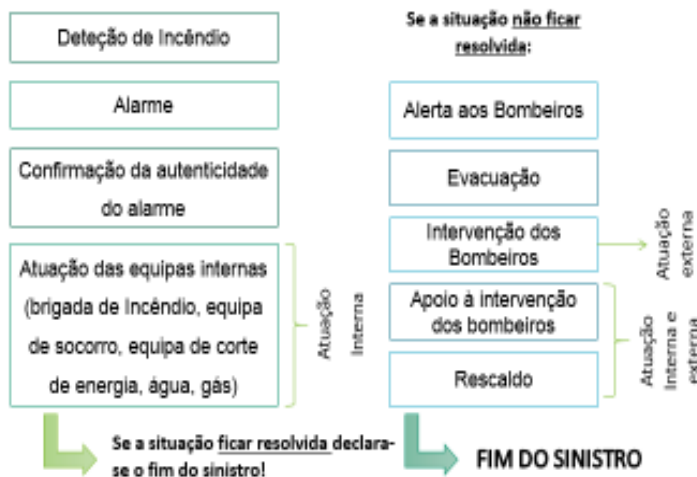 Deteção de Incêndio
Alarme
Confirmação da autenticidade
do alarme
Atuação das equipas internas
(brigada de Incêndio, equipa
de socorro, equipa de corte
de energia, água, gás)
Atuação
Interna
Se a situação ficar resolvida declara-
se o fim do sinistro!
Se a situação não ficar
resolvida:
Alerta aos Bombeiros
Evacuação
Intervenção dos
Bombeiros
Atuação
externa
Apoio à intervenção
dos bombeiros
Rescaldo
Atuação
Interna e
externa
FIM DO SINISTRO